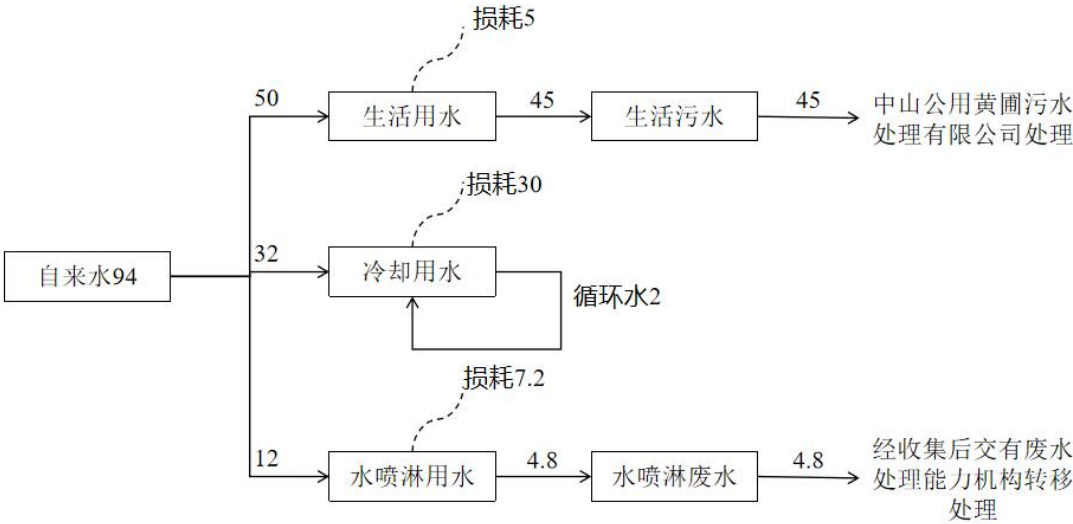 损耗5
50
生活用水
45
生活污水
45
中山公用黄圃污水
处理有限公司处理
损耗30
自来水94
32
冷却用水
循环水2
损耗7.2
12
水喷淋用水
4.8
水喷淋废水
4.8
经收集后交有废水
处理能力机构转移
处理